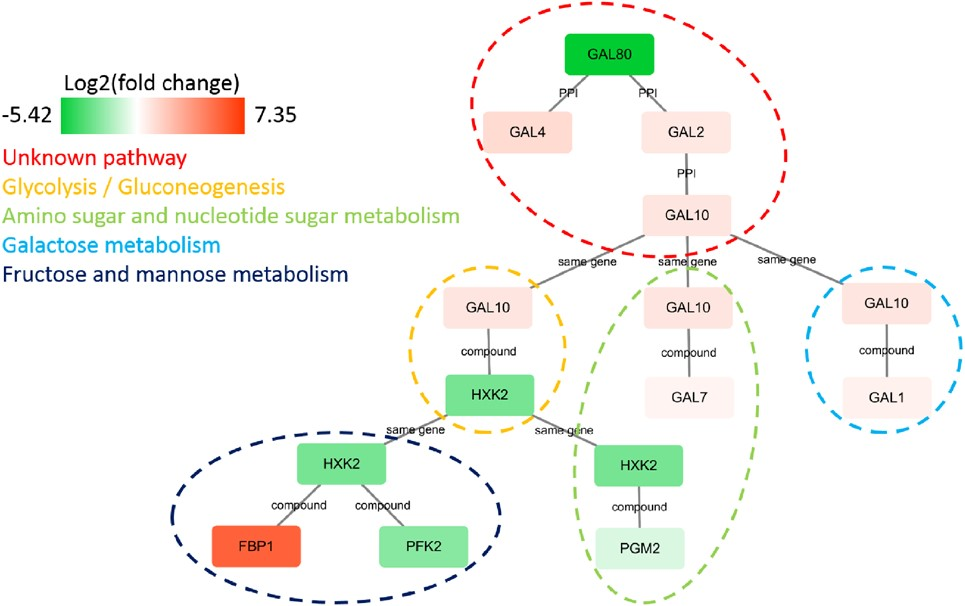 Log2(fold change)
-5.42 7.35
Unknown pathway
Glycolysis / Gluconeogenesis
Amino sugar and nucleotide sugar metabolism
Galactose metabolism
Fructose and mannose metabolism
GAL80
PPI PPI
GAL4 GAL2
PPI
GAL10
same gene same gene same gene
GAL10 GAL10 GAL10
compound compound compound
HXK2 GAL7 GAL1
same gene same gene
HXK2 HXK2
compound compound compound
FBP1 PFK2 PGM2